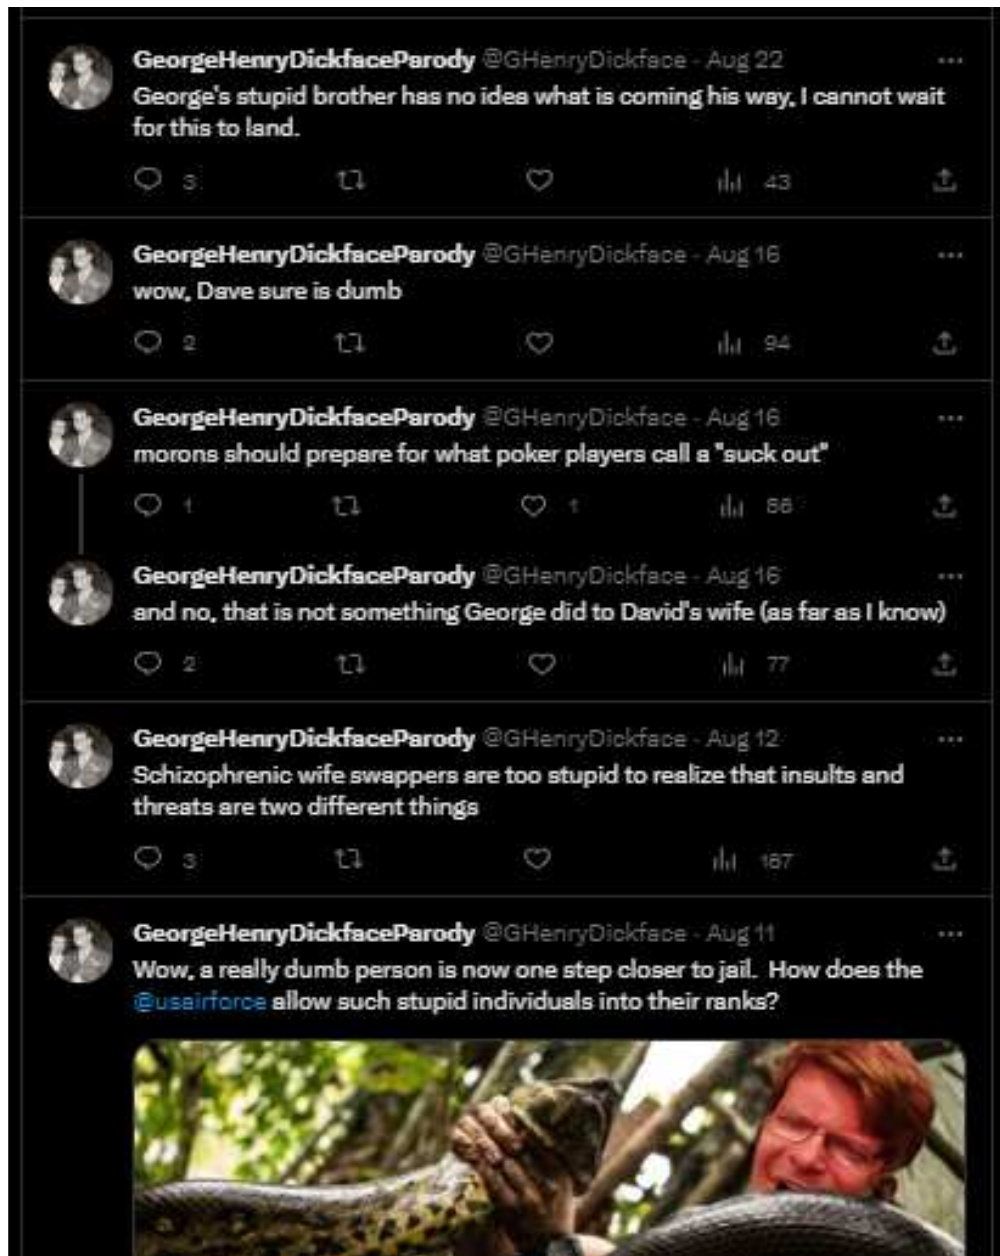 GeorgeHenryDickfaceParody @GHenryDickface · Aug 22
George's stupid brother has no idea what is coming his way, I cannot wait
for this to land.
3 43
GeorgeHenryDickfaceParody @GHenryDickface · Aug 16
wow, Dave sure is dumb
2 94
GeorgeHenryDickfaceParody @GHenryDickface · Aug 16
morons should prepare for what poker players call a "suck out"
1 1
GeorgeHenryDickfaceParody @GHenryDickface · Aug 16
and no, that is not something George did to David's wife (as far as I know)
2 77
GeorgeHenryDickfaceParody @GHenryDickface · Aug 12
Schizophrenic wife swappers are too stupid to realize that insults and
threats are two different things
3 167
GeorgeHenryDickfaceParody @GHenryDickface · Aug 11
Wow, a really dumb person is now one step closer to jail. How does the
@usairforce allow such stupid individuals into their ranks?